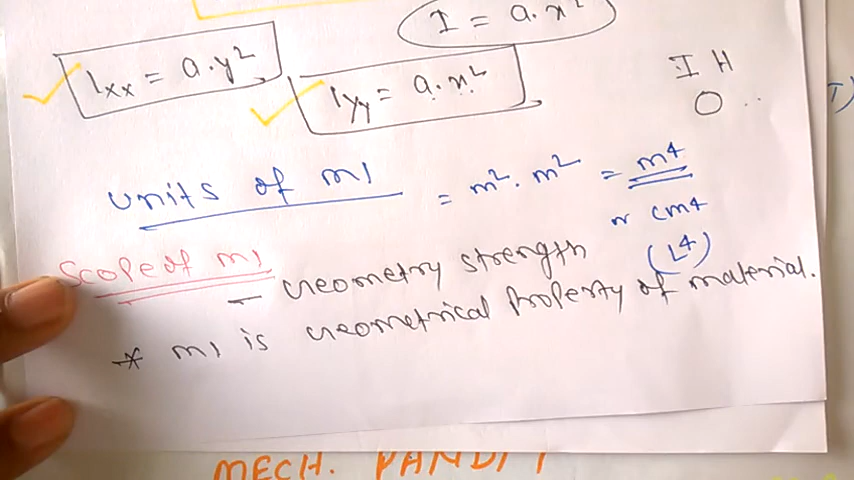 I = a.x²
Ixx = a.y²
Iyy = a.x²
I H
O ..
units of MI = m². m² = m⁴
or cm4
(L⁴)
Scope of MI
- Geometry strength
* MI is Geometrical Property of material.
MECH. PANDIT